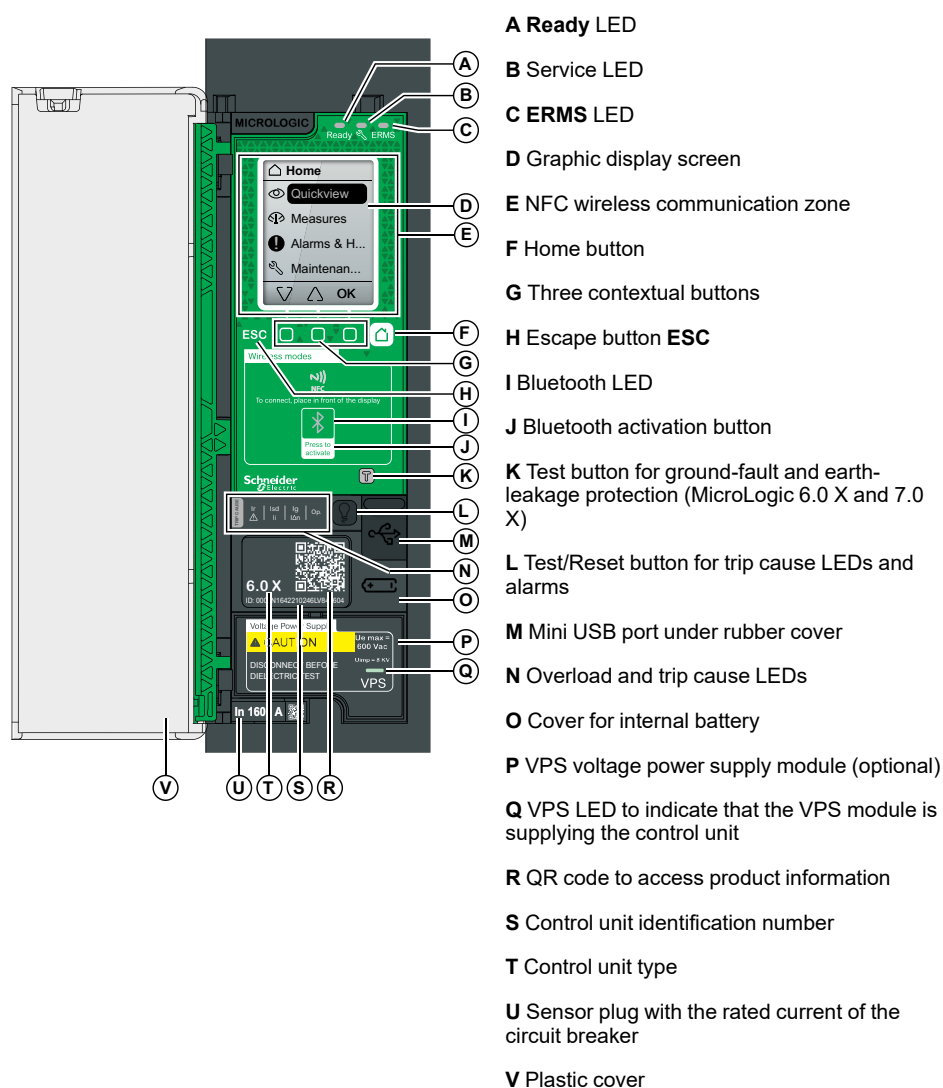 A Ready LED
B Service LED
C ERMS LED
D Graphic display screen
E NFC wireless communication zone
F Home button
G Three contextual buttons
H Escape button ESC
I Bluetooth LED
J Bluetooth activation button
K Test button for ground-fault and earth-
leakage protection (MicroLogic 6.0 X and 7.0
X)
L Test/Reset button for trip cause LEDs and
alarms
M Mini USB port under rubber cover
N Overload and trip cause LEDs
O Cover for internal battery
P VPS voltage power supply module (optional)
Q VPS LED to indicate that the VPS module is
supplying the control unit
R QR code to access product information
S Control unit identification number
T Control unit type
U Sensor plug with the rated current of the
circuit breaker
V Plastic cover
A
B
C
MICROLOGIC
Ready ERMS
Home
Quickview
D
Measures
E
Alarms & H...
Maintenan...
OK
ESC
F
G
Wireless modes
NFC
H
To connect, place in front of the display
I
Press to
activate
J
K
T
Schneider
Electric
Ir Isd Ig Op.
Ii IΔn
L
M
N
6.0 X
O
Voltage Power Supply
CAUTION
Ue max =
600 Vac
P
Uimp = 8 KV
DISCONNECT BEFORE
DIELECTRIC TEST
VPS
Q
In 160 A
V
U
T
S
R